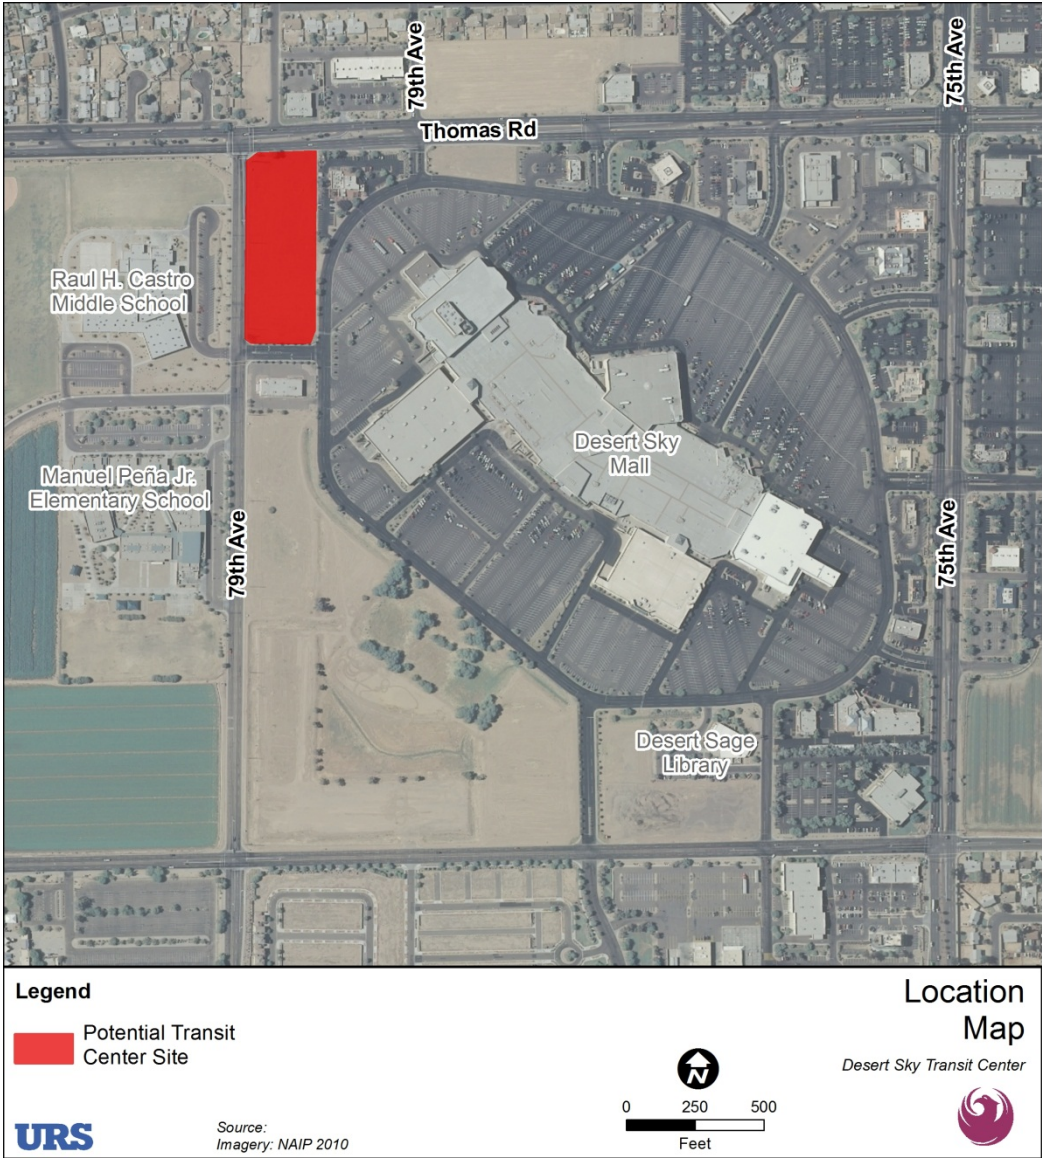 79th Ave
75th Ave
Thomas Rd
Raul H. Castro
Middle School
Desert Sky
Mall
Manuel Peña Jr.
Elementary School
79th Ave
75th Ave
Desert Sage
Library
Legend
Potential Transit
Center Site
Location
Map
Desert Sky Transit Center
N
0 250 500
Feet
URS
Source:
Imagery: NAIP 2010